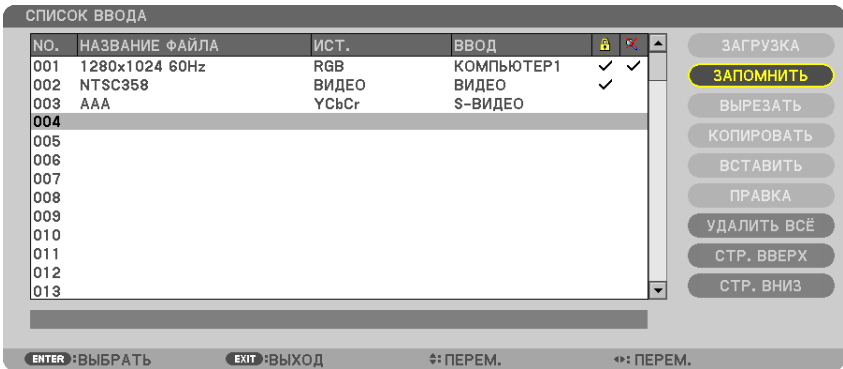 СПИСОК ВВОДА
NO. НАЗВАНИЕ ФАЙЛА ИСТ. ВВОД
001 1280x1024 60Hz RGB КОМПЬЮТЕР1 ✓ ✓
002 NTSC358 ВИДЕО ВИДЕО ✓
003 AAA YCbCr S-ВИДЕО
004
005
006
007
008
009
010
011
012
013
ЗАГРУЗКА
ЗАПОМНИТЬ
ВЫРЕЗАТЬ
КОПИРОВАТЬ
ВСТАВИТЬ
ПРАВКА
УДАЛИТЬ ВСЁ
СТР. ВВЕРХ
СТР. ВНИЗ
ENTER :ВЫБРАТЬ EXIT :ВЫХОД :ПЕРЕМ. :ПЕРЕМ.